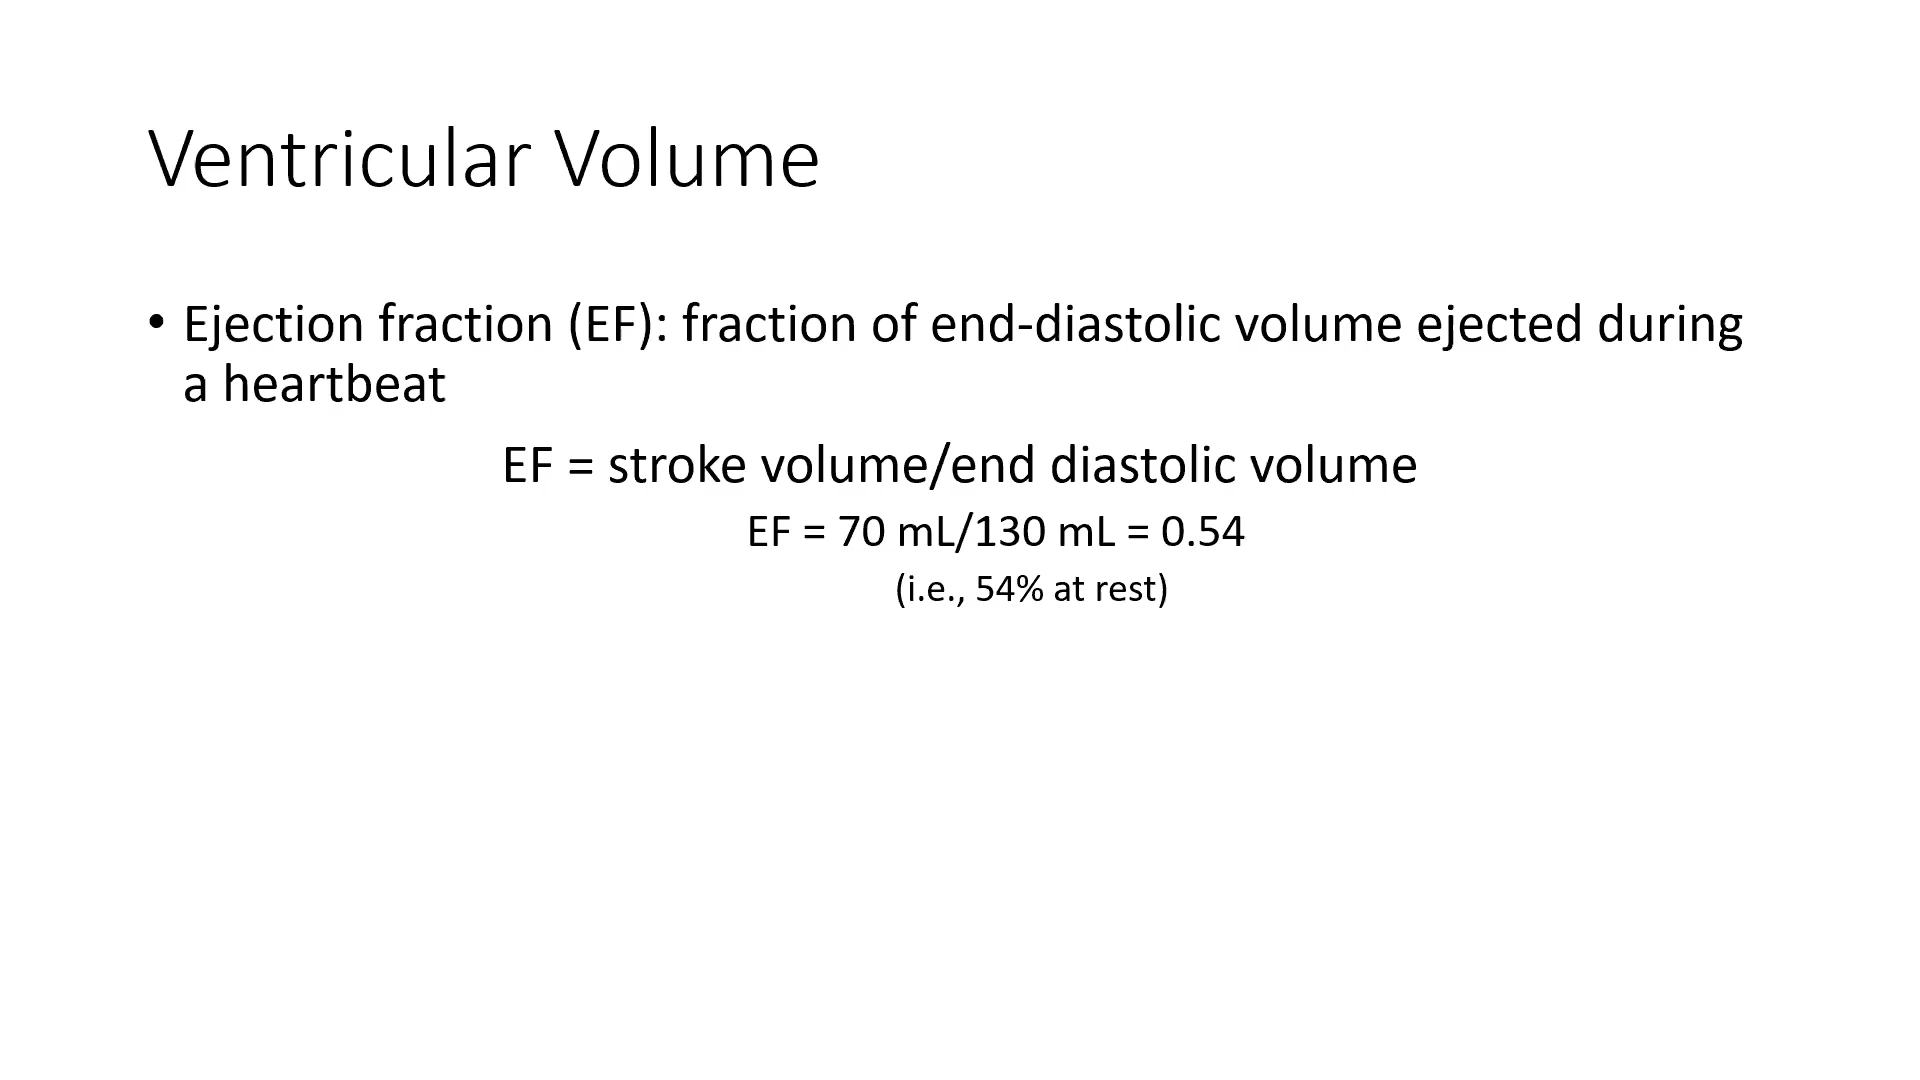 Ventricular Volume
• Ejection fraction (EF): fraction of end-diastolic volume ejected during
a heartbeat
EF = stroke volume/end diastolic volume
EF = 70 mL/130 mL = 0.54
(i.e., 54% at rest)